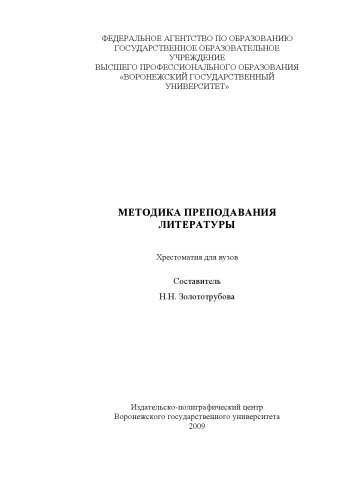 ФЕДЕРАЛЬНОЕ АГЕНТСТВО ПО ОБРАЗОВАНИЮ
ГОСУДАРСТВЕННОЕ ОБРАЗОВАТЕЛЬНОЕ
УЧРЕЖДЕНИЕ
ВЫСШЕГО ПРОФЕССИОНАЛЬНОГО ОБРАЗОВАНИЯ
«ВОРОНЕЖСКИЙ ГОСУДАРСТВЕННЫЙ
УНИВЕРСИТЕТ»
МЕТОДИКА ПРЕПОДАВАНИЯ
ЛИТЕРАТУРЫ
Хрестоматия для вузов
Составитель
Н.Н. Золототрубова
Издательско-полиграфический центр
Воронежского государственного университета
2009